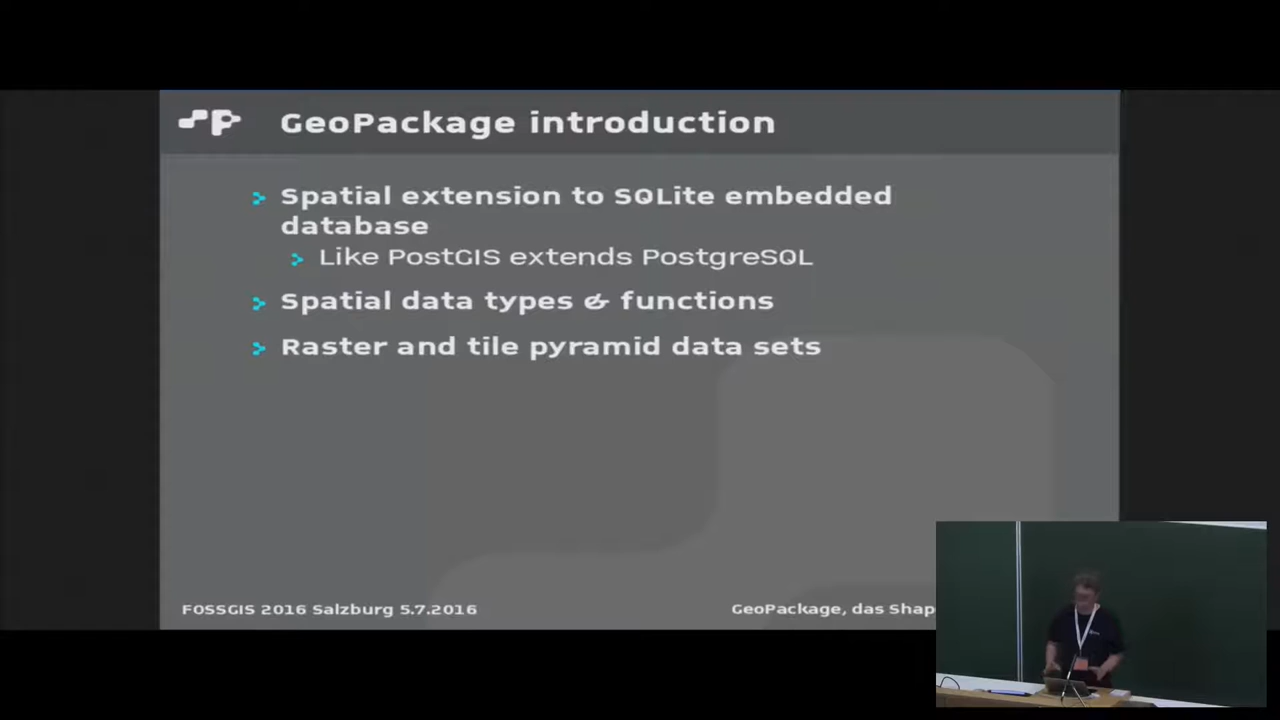 GeoPackage introduction
Spatial extension to SQLite embedded
database
Like PostGIS extends PostgreSQL
Spatial data types & functions
Raster and tile pyramid data sets
FOSSGIS 2016 Salzburg 5.7.2016
GeoPackage, das